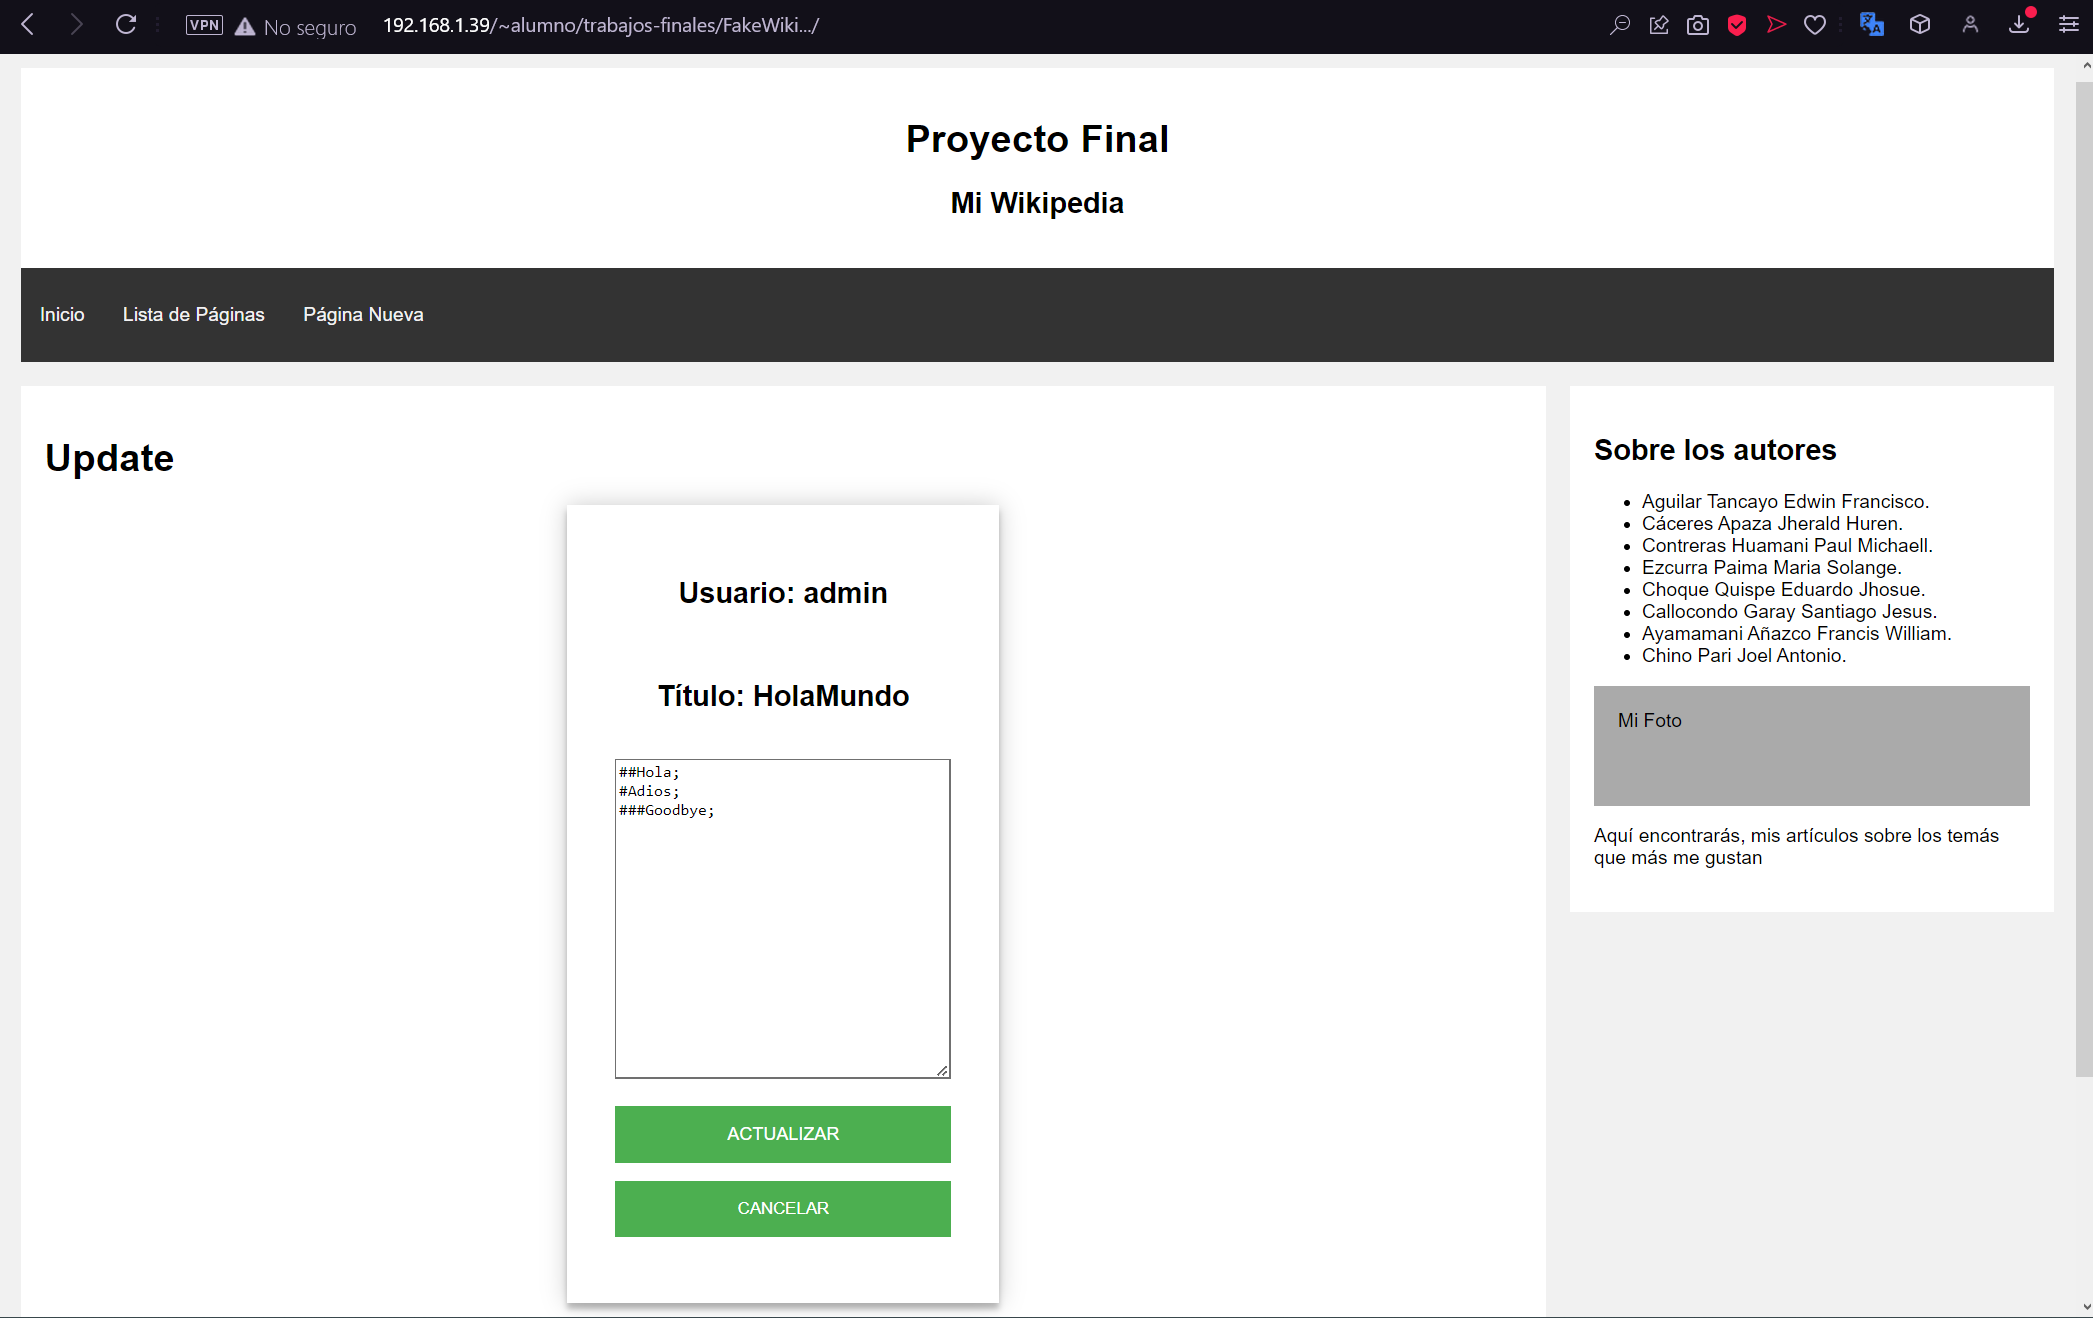 VPN No seguro 192.168.1.39/~alumno/trabajos-finales/FakeWiki.../
Proyecto Final
Mi Wikipedia
Inicio Lista de Páginas Página Nueva
Update
Usuario: admin
Título: HolaMundo
##Hola;
#Adios;
###Goodbye;
ACTUALIZAR
CANCELAR
Sobre los autores
Aguilar Tancayo Edwin Francisco.
Cáceres Apaza Jherald Huren.
Contreras Huamani Paul Michaell.
Ezcurra Paima Maria Solange.
Choque Quispe Eduardo Jhosue.
Callocondo Garay Santiago Jesus.
Ayamamani Añazco Francis William.
Chino Pari Joel Antonio.
Mi Foto
Aquí encontrarás, mis artículos sobre los temás
que más me gustan